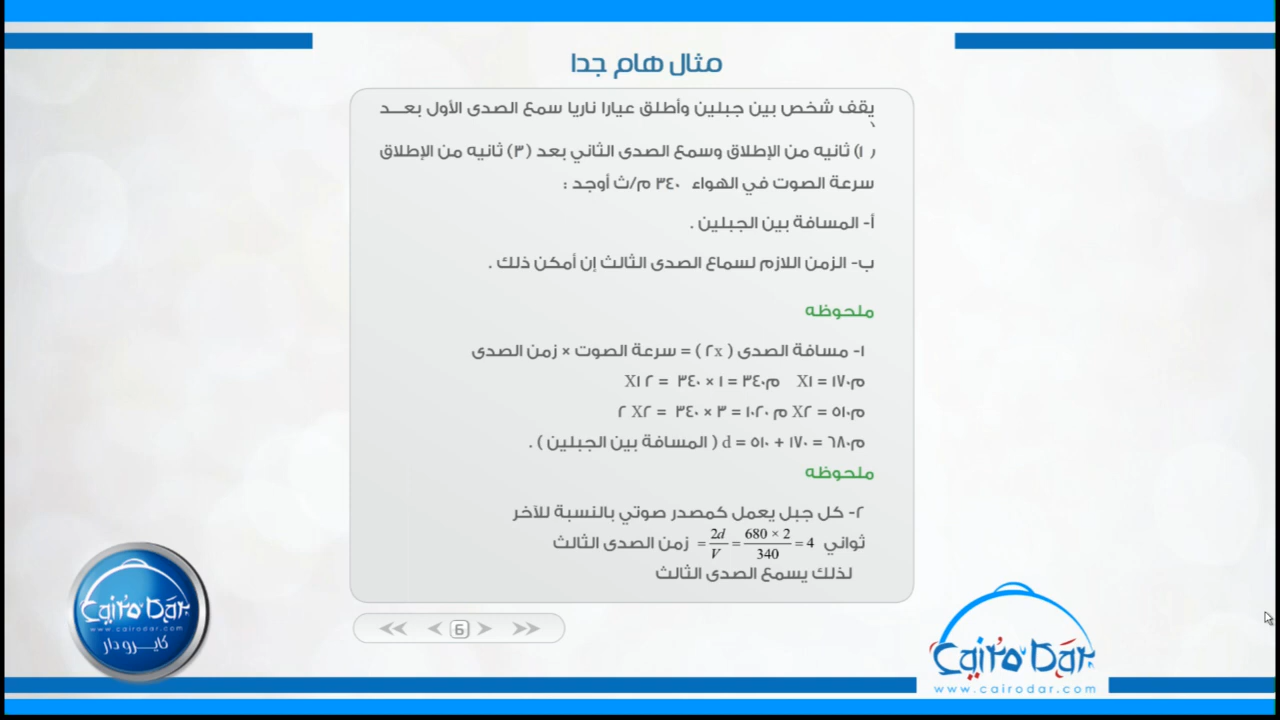 مثال هام جدا
يقف شخص بين جبلين وأطلق عيارا ناريا سمع الصدى الأول بعد
(١) ثانيه من الإطلاق وسمع الصدى الثاني بعد (٣) ثانيه من الإطلاق
سرعة الصوت في الهواء ٣٤٠ م/ث أوجد :
أ- المسافة بين الجبلين .
ب- الزمن اللازم لسماع الصدى الثالث إن أمكن ذلك .
ملحوظه
١- مسافة الصدى ( ٢x ) = سرعة الصوت × زمن الصدى
X١ ٢ = ٣٤٠ × ١ = ٣٤٠م X١ = ١٧٠م
٢ X٢ = ٣٤٠ × ٣ = ١٠٢٠ م X٢ = ٥١٠م
d = ٥١٠ + ١٧٠ = ٦٨٠م ( المسافة بين الجبلين ) .
ملحوظه
٢- كل جبل يعمل كمصدر صوتي بالنسبة للآخر
زمن الصدى الثالث = 2d/V = 680 × 2/340 = 4 ثواني
لذلك يسمع الصدى الثالث
6
Cairo Dar
www.cairodar.com
كايرو دار
Cairo Dar
www.cairodar.com